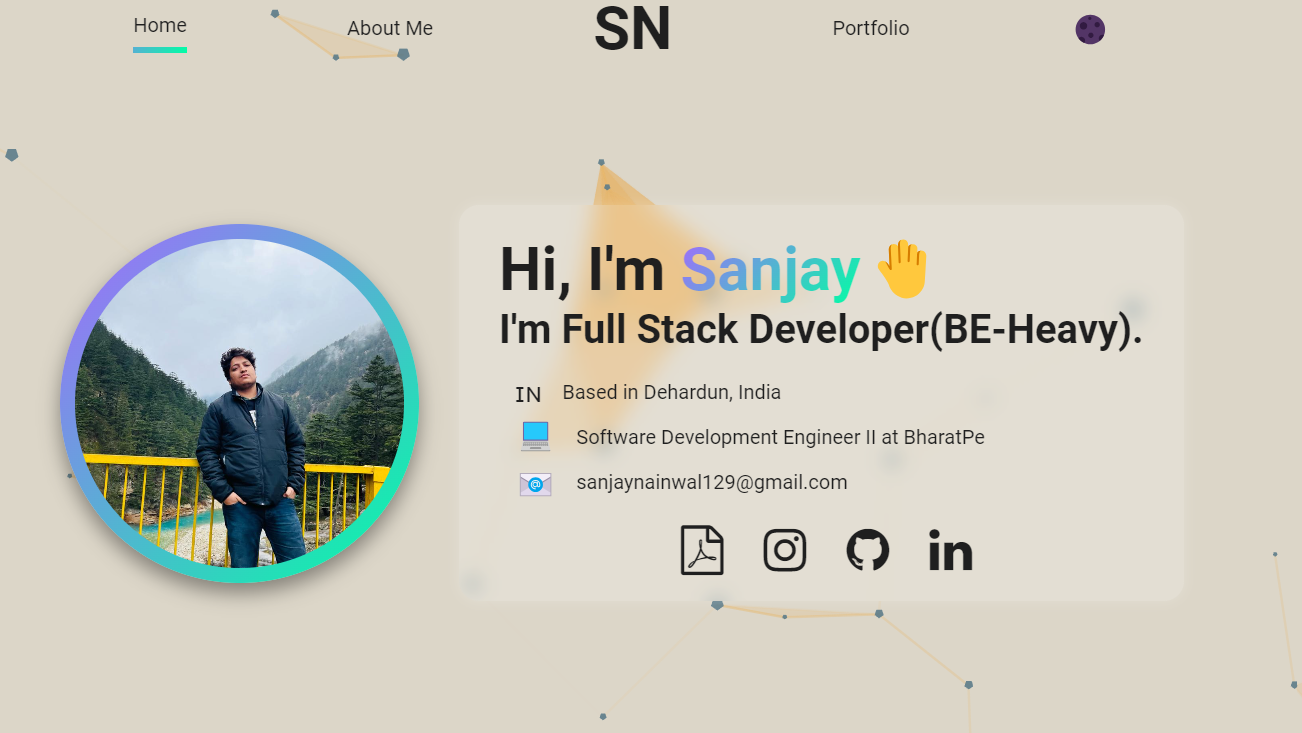 Home
About Me
SN
Portfolio
Hi, I'm Sanjay 🤚
I'm Full Stack Developer(BE-Heavy).
IN Based in Dehardun, India
Software Development Engineer II at BharatPe
sanjaynainwal129@gmail.com
in